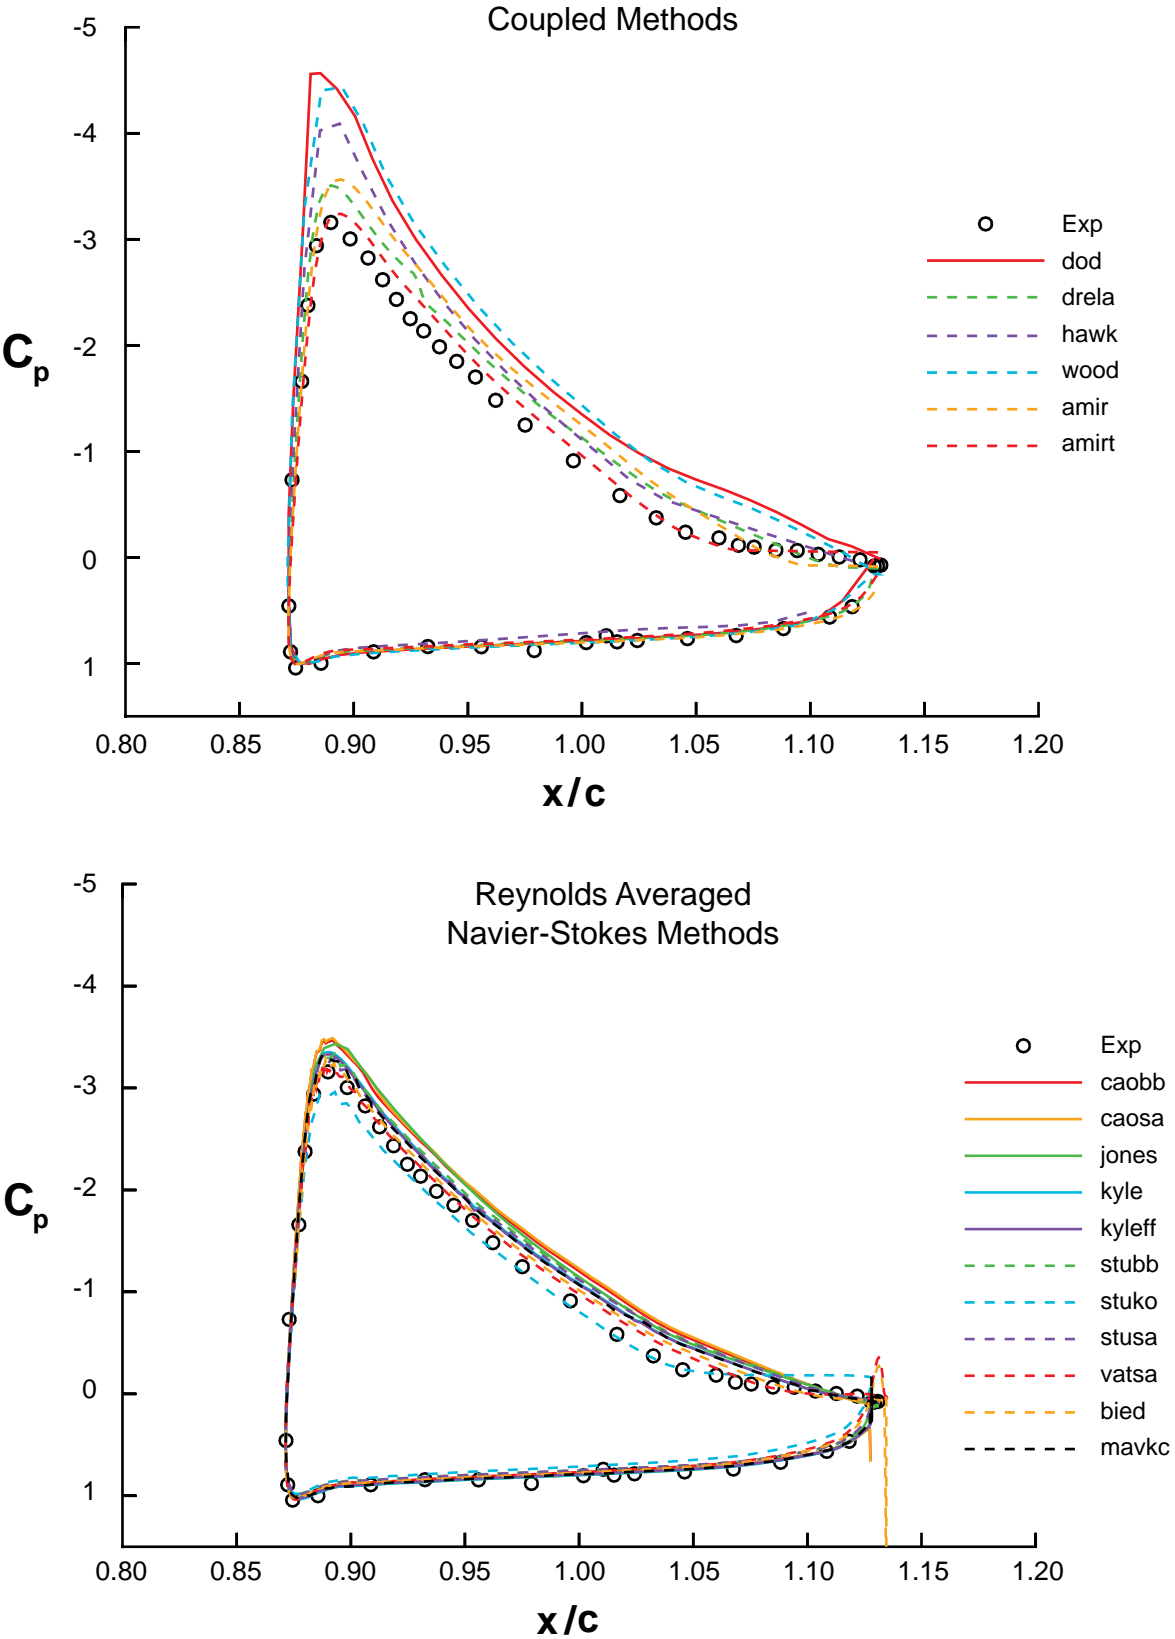 Coupled Methods
-5
-4
-3
-2
-1
0
1
Cp
0.80 0.85 0.90 0.95 1.00 1.05 1.10 1.15 1.20
x/c
Exp
dod
drela
hawk
wood
amir
amirt
Reynolds Averaged
Navier-Stokes Methods
-5
-4
-3
-2
-1
0
1
Cp
0.80 0.85 0.90 0.95 1.00 1.05 1.10 1.15 1.20
x/c
Exp
caobb
caosa
jones
kyle
kyleff
stubb
stuko
stusa
vatsa
bied
mavkc